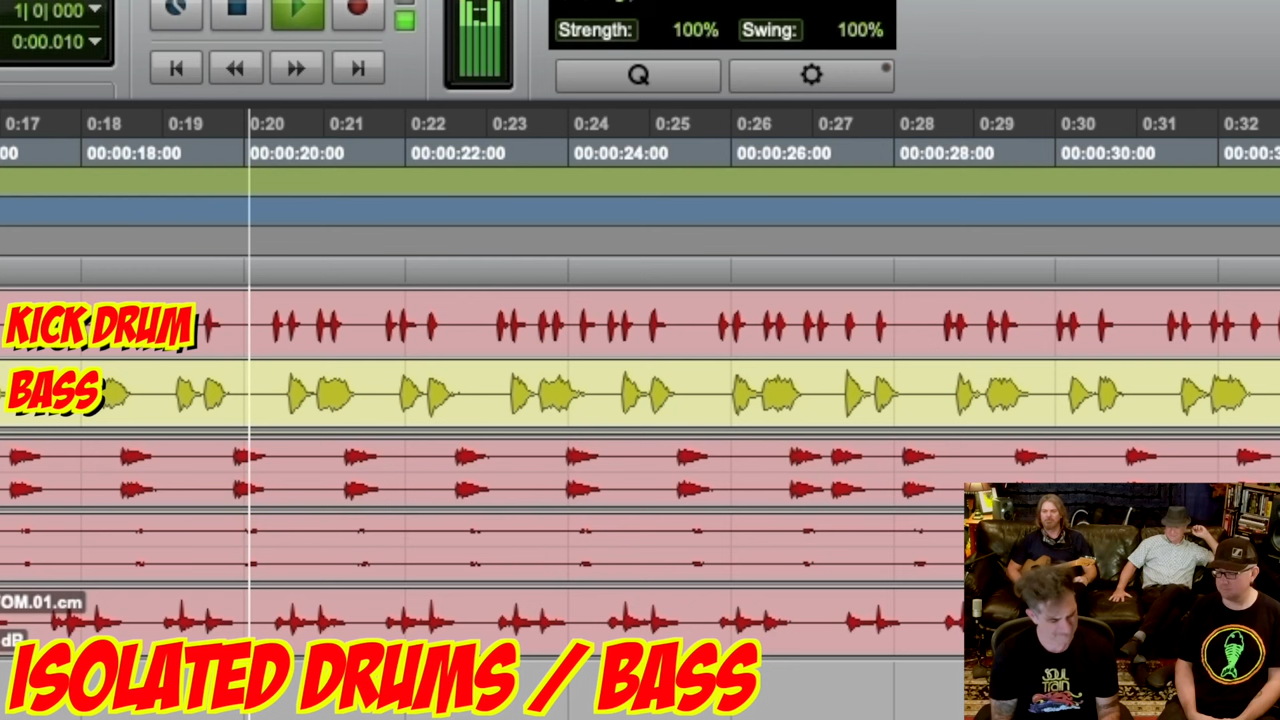 1| 0| 000
0:00.010
Strength: 100% Swing: 100%
Q
0:17 0:18 0:19 0:20 0:21 0:22 0:23 0:24 0:25 0:26 0:27 0:28 0:29 0:30 0:31 0:32
00 00:00:18:00 00:00:20:00 00:00:22:00 00:00:24:00 00:00:26:00 00:00:28:00 00:00:30:00 00:00:3
KICK DRUM
BASS
TOM.01.cm
dB
ISOLATED DRUMS / BASS
SOUL
Train